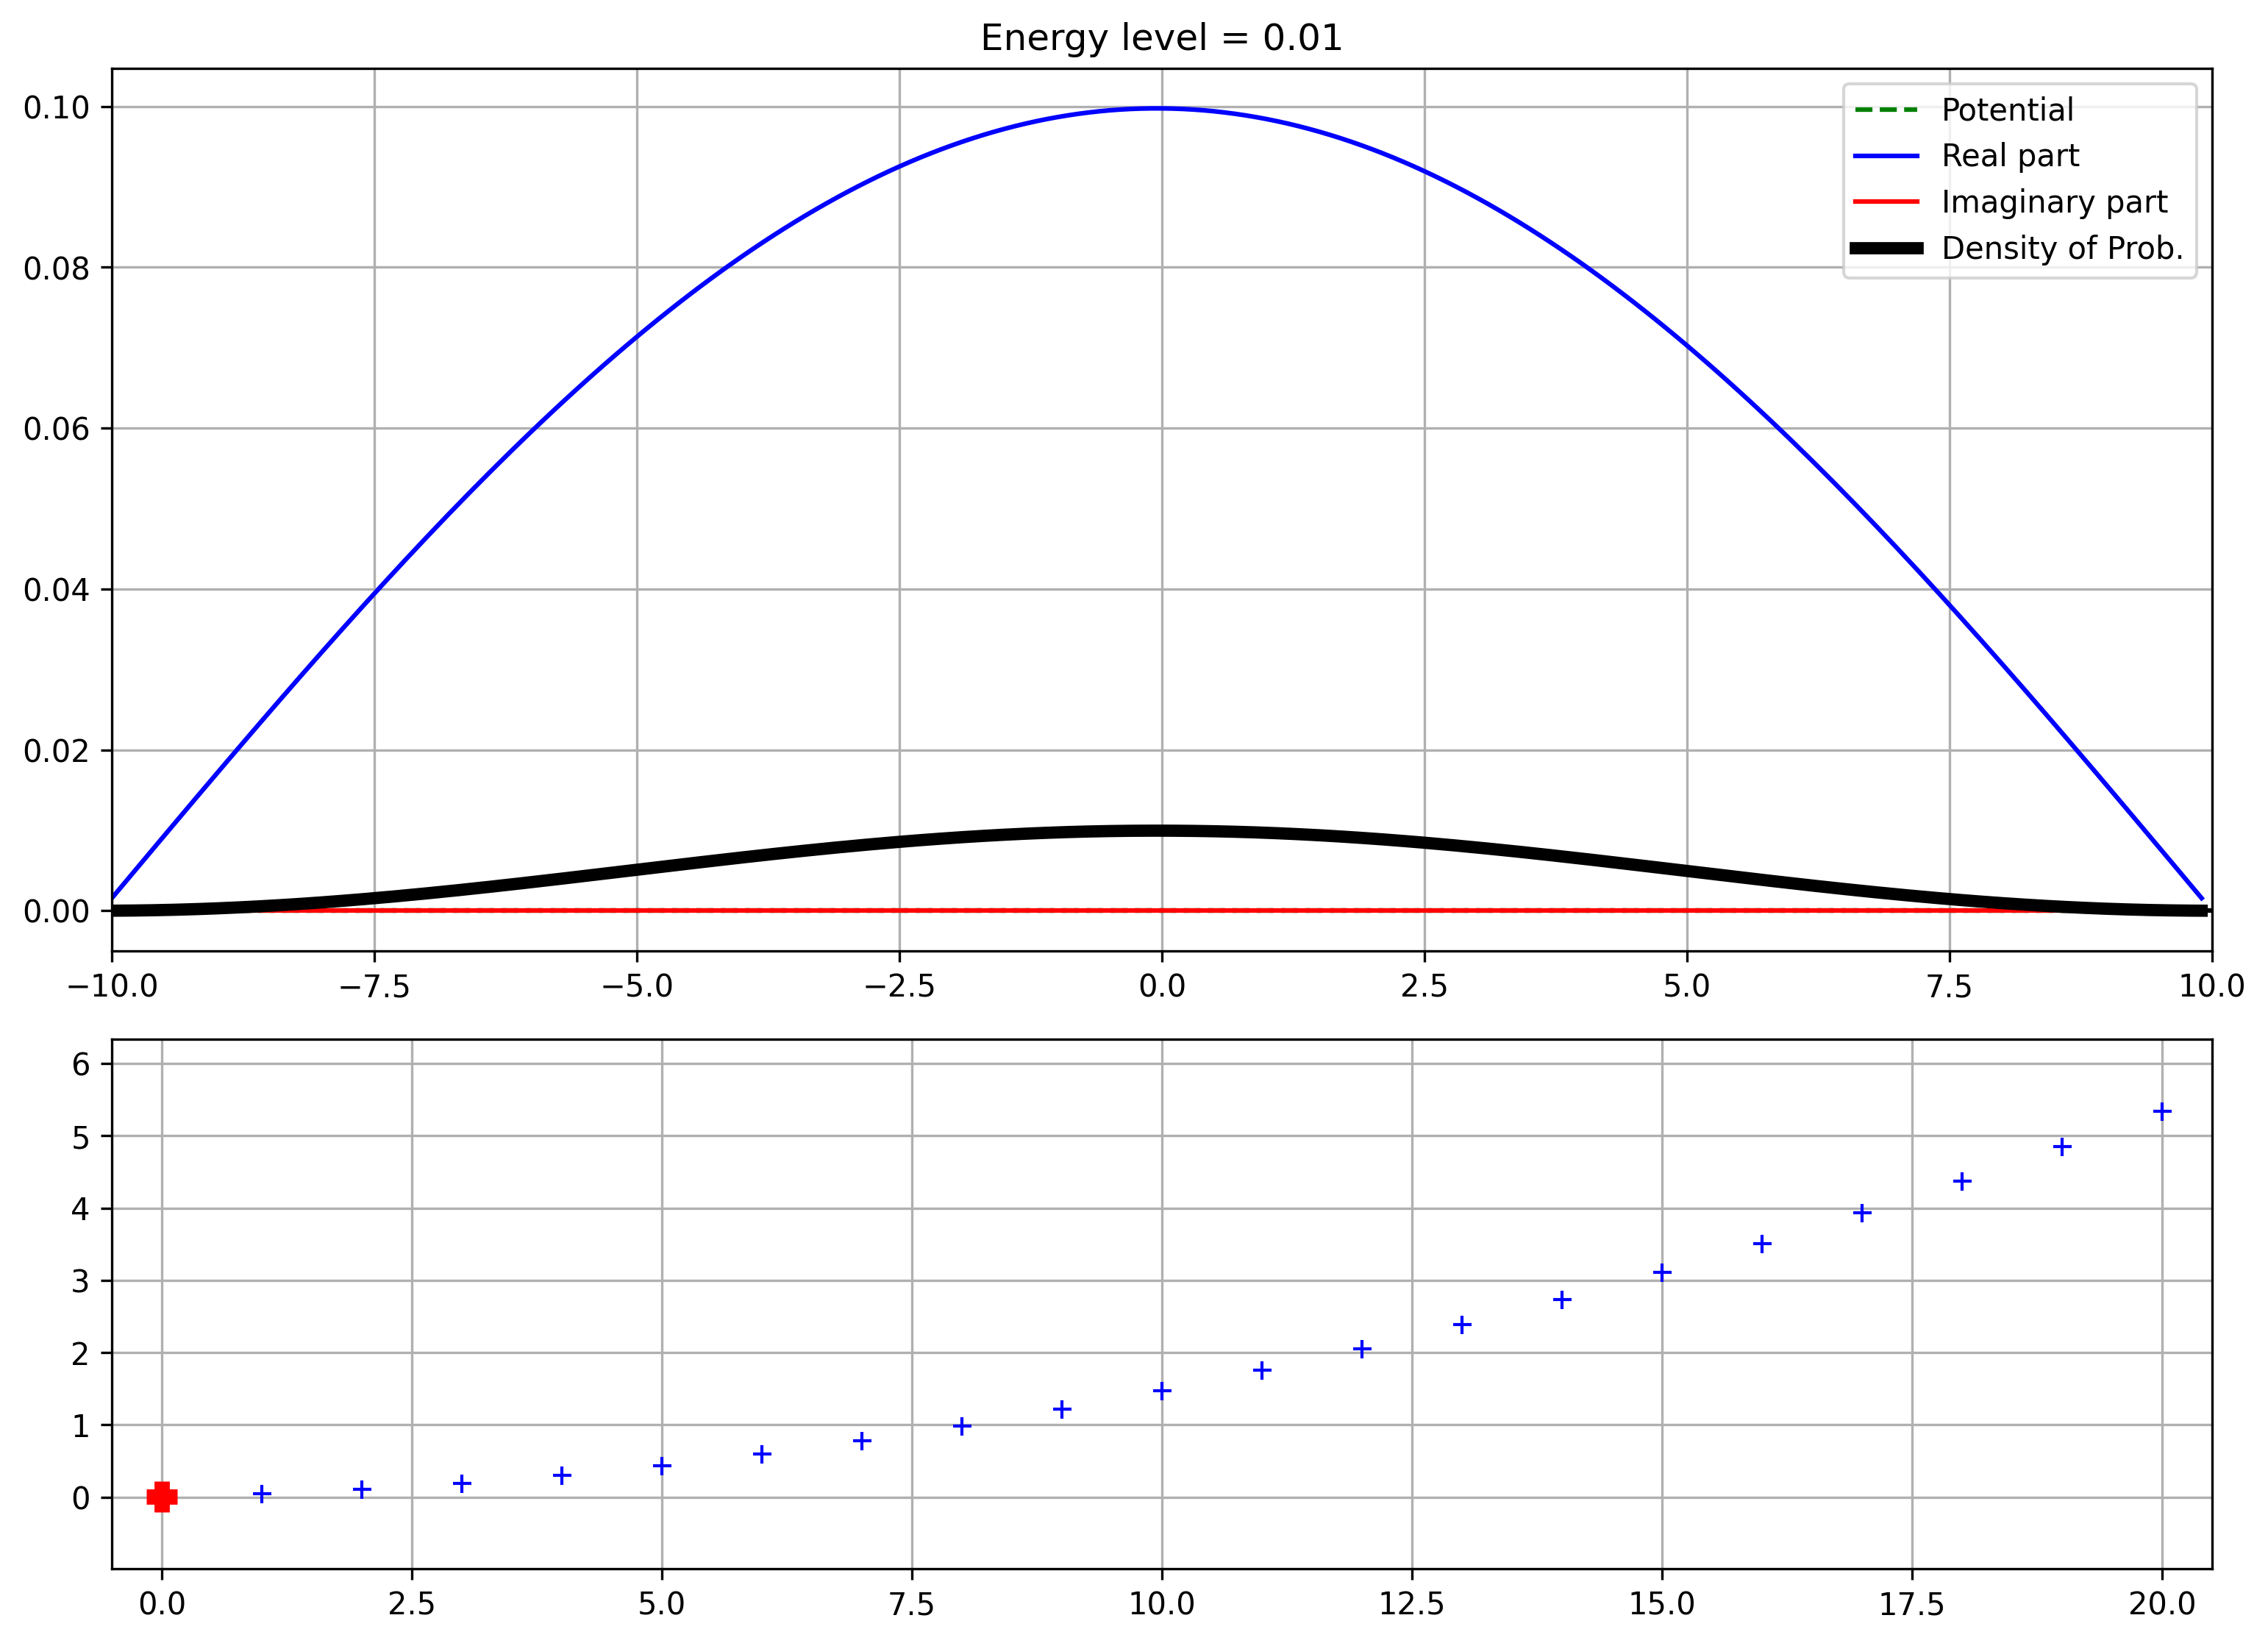 Energy level = 0.01
0.10
0.08
0.06
0.04
0.02
0.00
Potential
Real part
Imaginary part
Density of Prob.
−10.0 −7.5 −5.0 −2.5 0.0 2.5 5.0 7.5 10.0
6
5
4
3
2
1
0
0.0 2.5 5.0 7.5 10.0 12.5 15.0 17.5 20.0